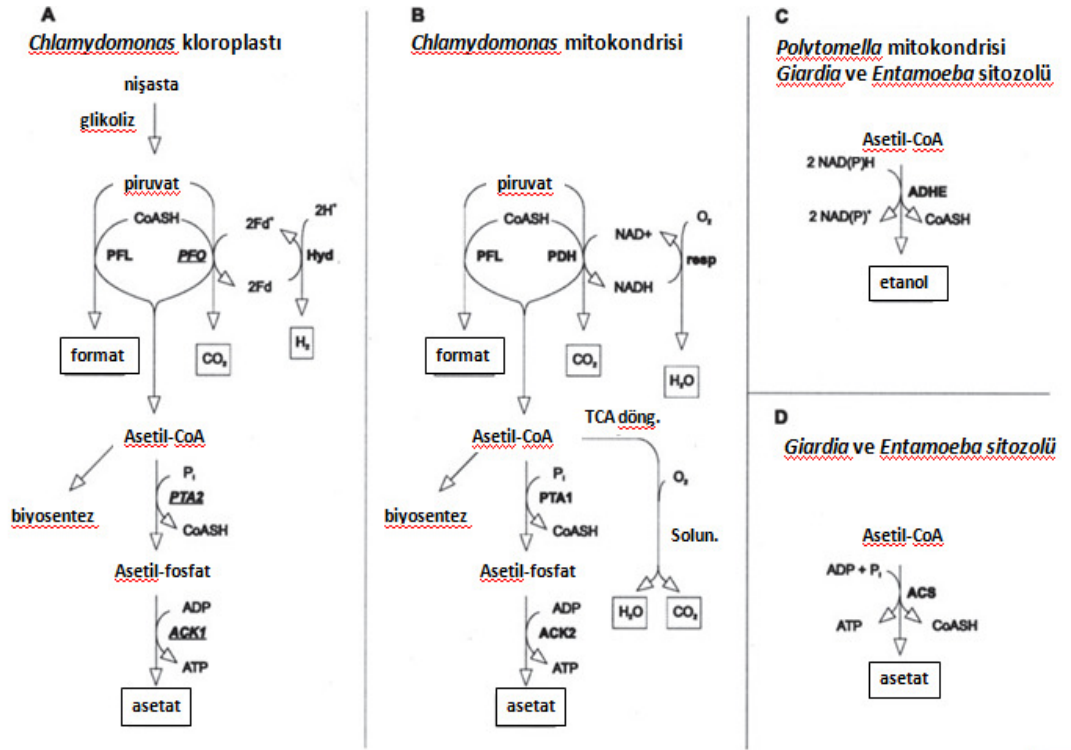 A
Chlamydomonas kloroplastı
nişasta
glikoliz
piruvat
CoASH
2Fd⁺
2H⁺
PFL
PFO
Hyd
2Fd
format
CO₂
H₂
Asetil-CoA
Pᵢ
PTA2
CoASH
biyosentez
Asetil-fosfat
ADP
ACK1
ATP
asetat
B
Chlamydomonas mitokondrisi
piruvat
CoASH
NAD+
O₂
PFL
PDH
resp
NADH
format
CO₂
H₂O
TCA döng.
Asetil-CoA
Pᵢ
O₂
PTA1
CoASH
biyosentez
Solun.
Asetil-fosfat
H₂O
CO₂
ADP
ACK2
ATP
asetat
C
Polytomella mitokondrisi
Giardia ve Entamoeba sitozolü
Asetil-CoA
2 NAD(P)H
ADHE
2 NAD(P)⁺
CoASH
etanol
D
Giardia ve Entamoeba sitozolü
Asetil-CoA
ADP + Pᵢ
ACS
ATP
CoASH
asetat